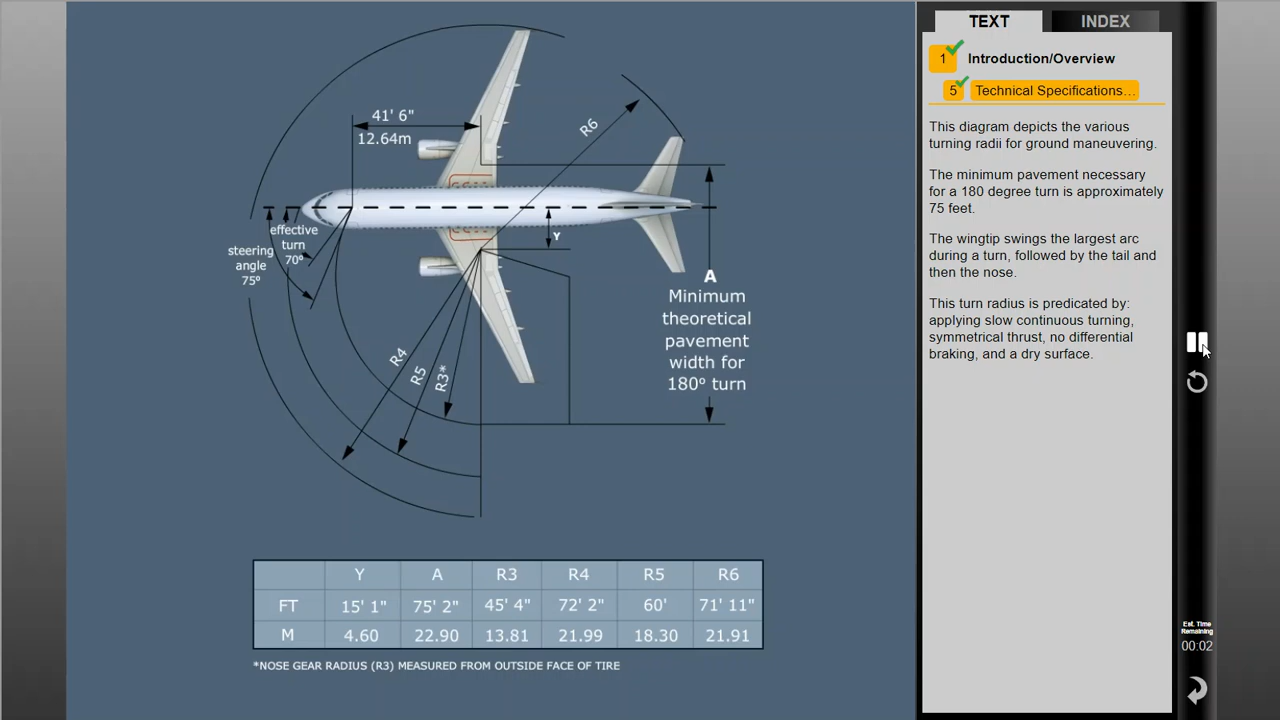 41' 6"
12.64m
R6
effective
turn
70º
steering
angle
75º
Y
A
Minimum
theoretical
pavement
width for
180º turn
R4
R5
R3*
Y A R3 R4 R5 R6
FT 15' 1" 75' 2" 45' 4" 72' 2" 60' 71' 11"
M 4.60 22.90 13.81 21.99 18.30 21.91
*NOSE GEAR RADIUS (R3) MEASURED FROM OUTSIDE FACE OF TIRE
TEXT INDEX
1 Introduction/Overview
5 Technical Specifications...
This diagram depicts the various
turning radii for ground maneuvering.
The minimum pavement necessary
for a 180 degree turn is approximately
75 feet.
The wingtip swings the largest arc
during a turn, followed by the tail and
then the nose.
This turn radius is predicated by:
applying slow continuous turning,
symmetrical thrust, no differential
braking, and a dry surface.
Est. Time
Remaining
00:02